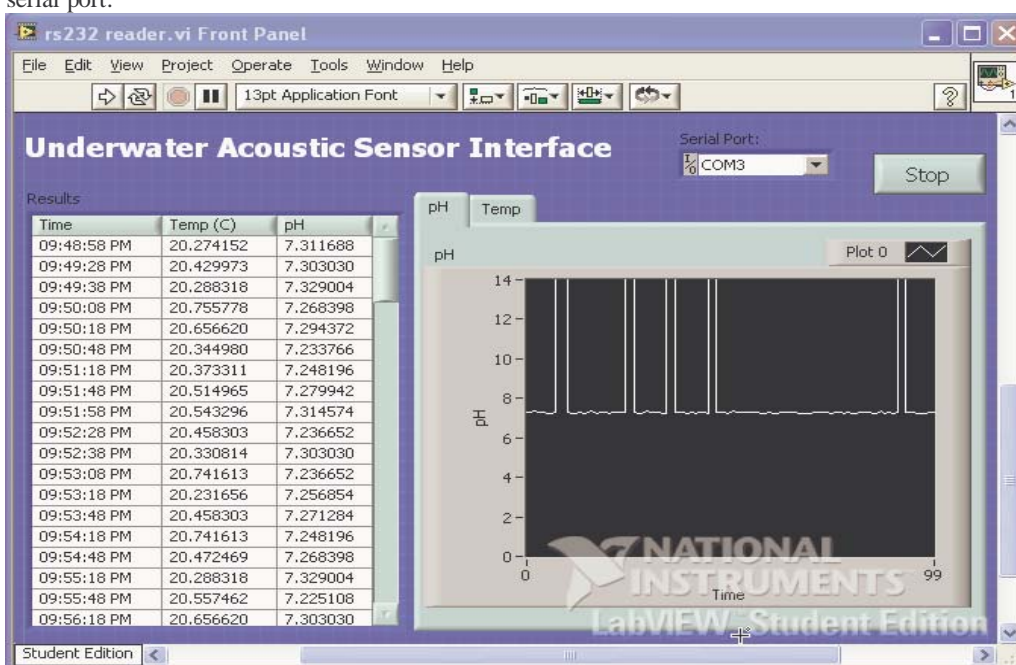 serial port.
rs232 reader.vi Front Panel
File Edit View Project Operate Tools Window Help
13pt Application Font
1
Underwater Acoustic Sensor Interface
Serial Port:
I/O COM3
Stop
Results
Time Temp (C) pH
09:48:58 PM 20.274152 7.311688
09:49:28 PM 20.429973 7.303030
09:49:38 PM 20.288318 7.329004
09:50:08 PM 20.755778 7.268398
09:50:18 PM 20.656620 7.294372
09:50:48 PM 20.344980 7.233766
09:51:18 PM 20.373311 7.248196
09:51:48 PM 20.514965 7.279942
09:51:58 PM 20.543296 7.314574
09:52:28 PM 20.458303 7.236652
09:52:38 PM 20.330814 7.303030
09:53:08 PM 20.741613 7.236652
09:53:18 PM 20.231656 7.256854
09:53:48 PM 20.458303 7.271284
09:54:18 PM 20.741613 7.248196
09:54:48 PM 20.472469 7.268398
09:55:18 PM 20.288318 7.329004
09:55:48 PM 20.557462 7.225108
09:56:18 PM 20.656620 7.303030
pH Temp
pH
Plot 0
14
12
10
8
6
4
2
0
pH
0 99
Time
NATIONAL
INSTRUMENTS
LabVIEW Student Edition
Student Edition